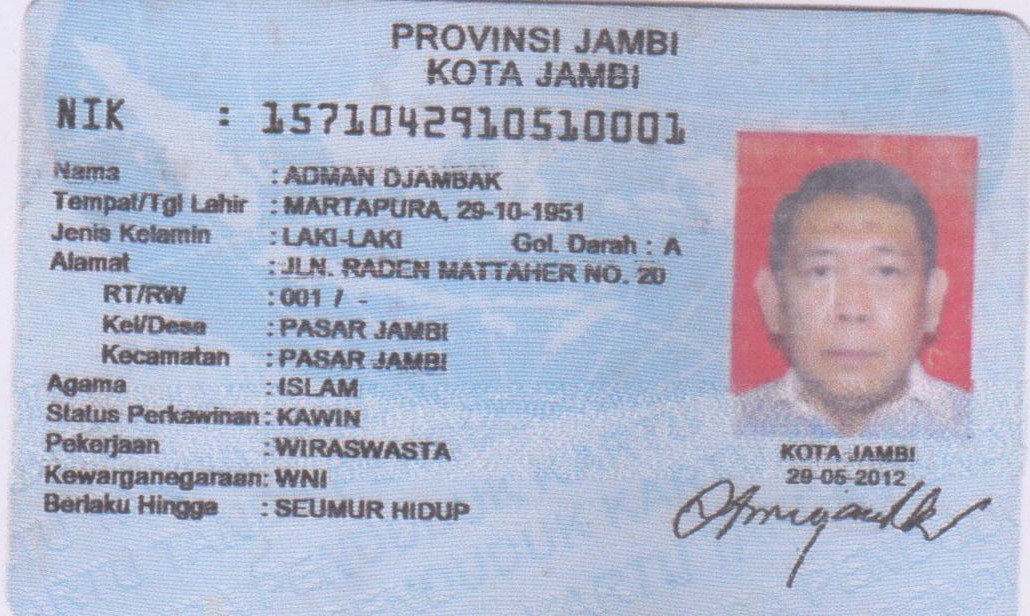 PROVINSI JAMBI
KOTA JAMBI
NIK : 1571042910510001
Nama : ADMAN DJAMBAK
Tempat/Tgl Lahir : MARTAPURA, 29-10-1951
Jenis Kelamin : LAKI-LAKI Gol. Darah : A
Alamat : JLN. RADEN MATTAHER NO. 20
RT/RW : 001 / -
Kel/Desa : PASAR JAMBI
Kecamatan : PASAR JAMBI
Agama : ISLAM
Status Perkawinan : KAWIN
Pekerjaan : WIRASWASTA
Kewarganegaraan : WNI
Berlaku Hingga : SEUMUR HIDUP
KOTA JAMBI
29-05-2012